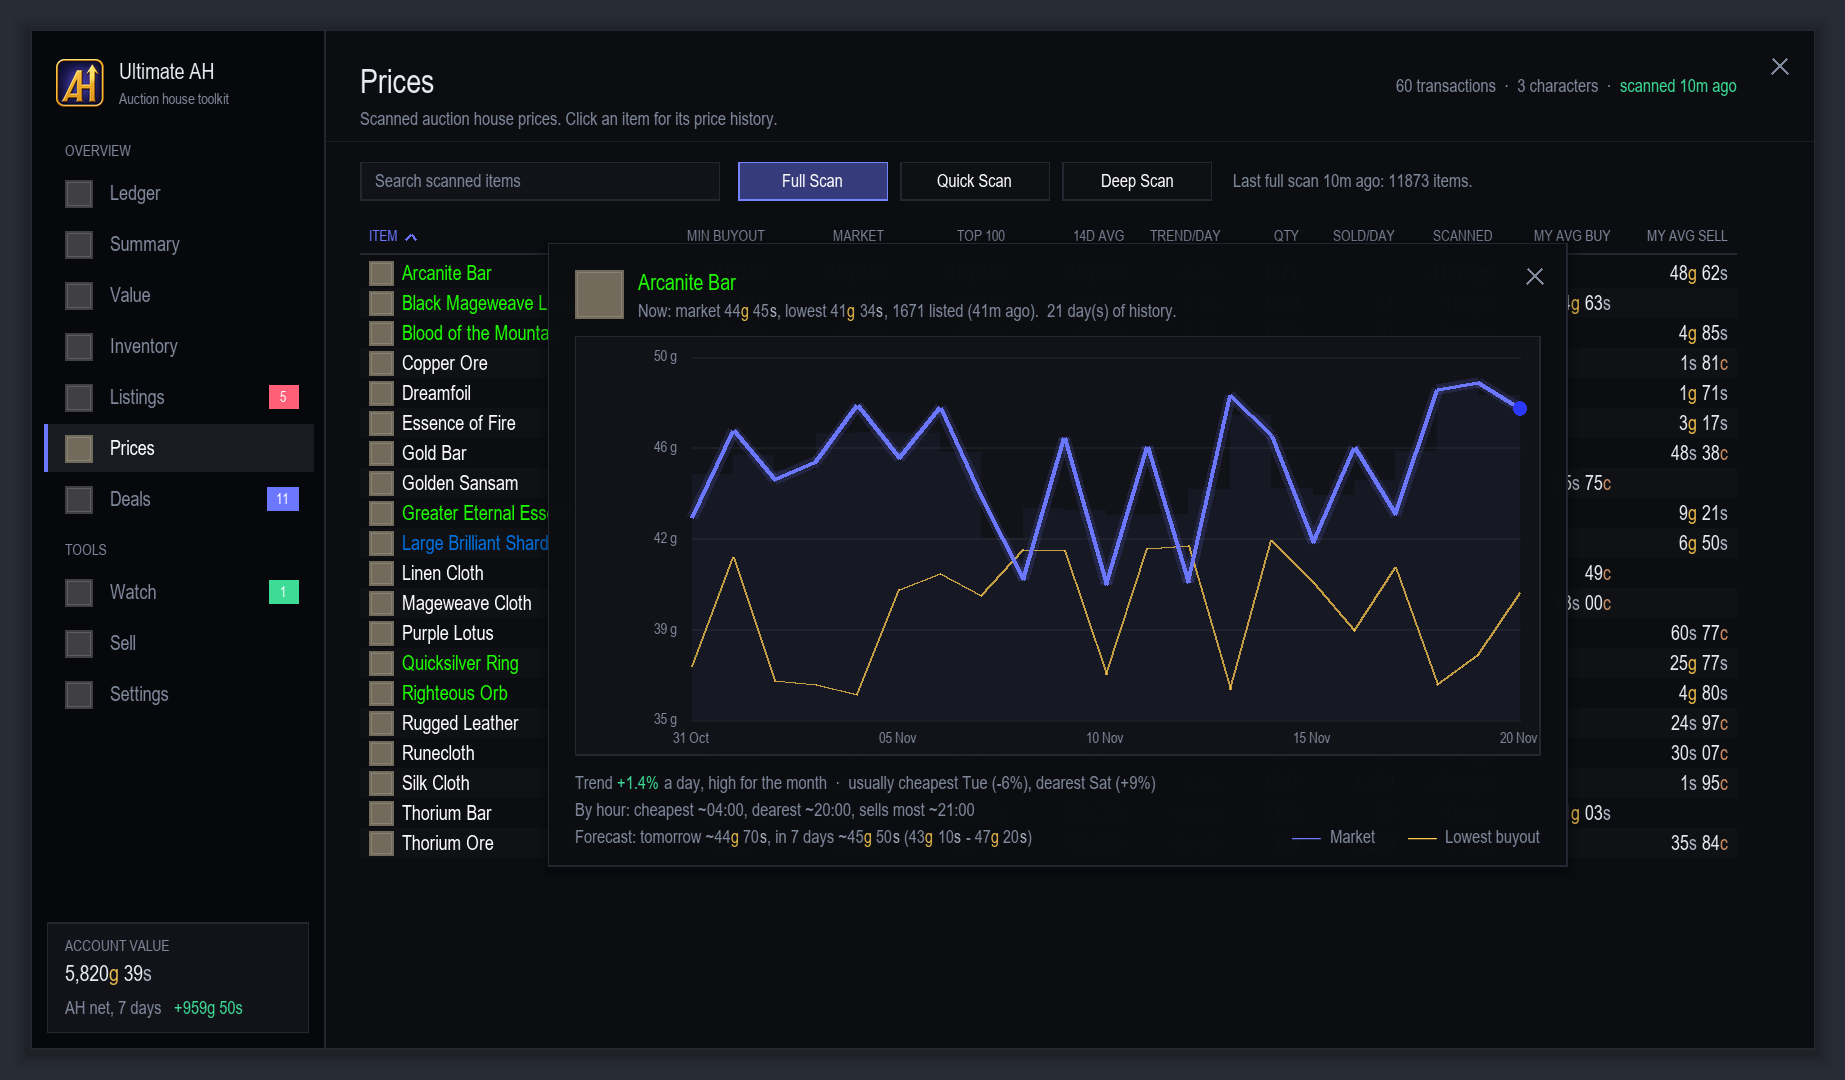 Ultimate AH
Auction house toolkit
OVERVIEW
Ledger
Summary
Value
Inventory
Listings 5
Prices
Deals 11
TOOLS
Watch 1
Sell
Settings
ACCOUNT VALUE
5,820g 39s
AH net, 7 days +959g 50s
Prices
Scanned auction house prices. Click an item for its price history.
60 transactions · 3 characters · scanned 10m ago
Search scanned items
Full Scan
Quick Scan
Deep Scan
Last full scan 10m ago: 11873 items.
ITEM MIN BUYOUT MARKET TOP 100 14D AVG TREND/DAY QTY SOLD/DAY SCANNED MY AVG BUY MY AVG SELL
Arcanite Bar 48g 62s
Black Mageweave L g 63s
Blood of the Mounta 4g 85s
Copper Ore 1s 81c
Dreamfoil 1g 71s
Essence of Fire 3g 17s
Gold Bar 48s 38c
Golden Sansam 5s 75c
Greater Eternal Ess 9g 21s
Large Brilliant Shard 6g 50s
Linen Cloth 49c
Mageweave Cloth s 00c
Purple Lotus 60s 77c
Quicksilver Ring 25g 77s
Righteous Orb 4g 80s
Rugged Leather 24s 97c
Runecloth 30s 07c
Silk Cloth 1s 95c
Thorium Bar g 03s
Thorium Ore 35s 84c
Arcanite Bar
Now: market 44g 45s, lowest 41g 34s, 1671 listed (41m ago). 21 day(s) of history.
50 g
46 g
42 g
39 g
35 g
31 Oct 05 Nov 10 Nov 15 Nov 20 Nov
Trend +1.4% a day, high for the month · usually cheapest Tue (-6%), dearest Sat (+9%)
By hour: cheapest ~04:00, dearest ~20:00, sells most ~21:00
Forecast: tomorrow ~44g 70s, in 7 days ~45g 50s (43g 10s - 47g 20s)
Market Lowest buyout